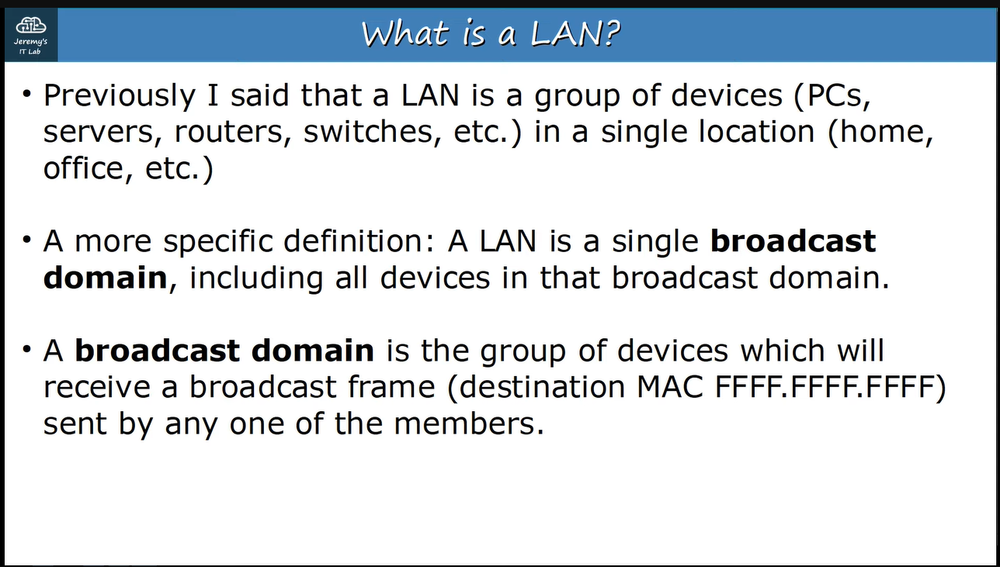 Jeremy's
IT Lab
What is a LAN?
• Previously I said that a LAN is a group of devices (PCs,
servers, routers, switches, etc.) in a single location (home,
office, etc.)
• A more specific definition: A LAN is a single broadcast
domain, including all devices in that broadcast domain.
• A broadcast domain is the group of devices which will
receive a broadcast frame (destination MAC FFFF.FFFF.FFFF)
sent by any one of the members.